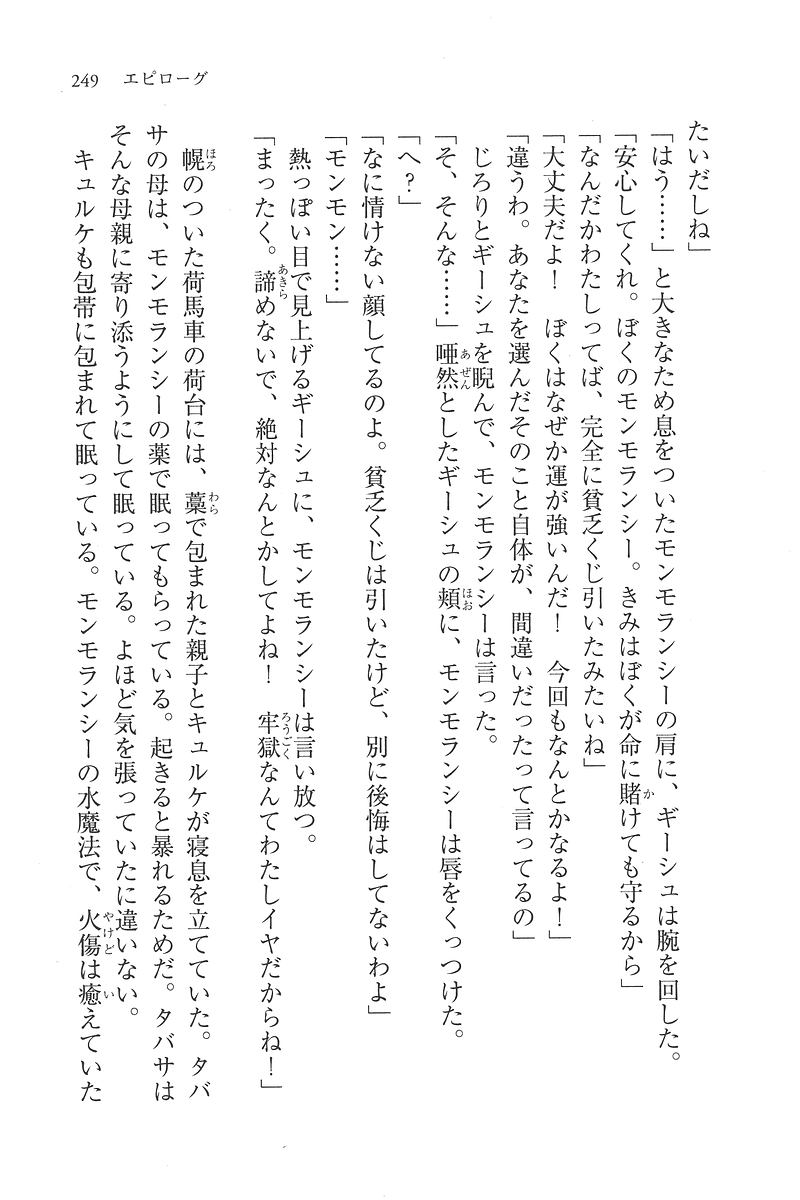 249　エピローグ
たいだしね」
「はう……」と大きなため息をついたモンモランシーの肩に、ギーシュは腕を回した。
「安心してくれ。ぼくのモンモランシー。きみはぼくが命に賭けても守るから」
「なんだかわたしってば、完全に貧乏くじ引いたみたいね」
「大丈夫だよ！　ぼくはなぜか運が強いんだ！　今回もなんとかなるよ！」
「違うわ。あなたを選んだそのこと自体が、間違いだったって言ってるの」
じろりとギーシュを睨んで、モンモランシーは言った。
「そ、そんな……」唖然としたギーシュの頬に、モンモランシーは唇をくっつけた。
「へ？」
「なに情けない顔してるのよ。貧乏くじは引いたけど、別に後悔はしてないわよ」
「モンモン……」
熱っぽい目で見上げるギーシュに、モンモランシーは言い放つ。
「まったく。諦めないで、絶対なんとかしてよね！　牢獄なんてわたしイヤだからね！」
幌のついた荷馬車の荷台には、藁で包まれた親子とキュルケが寝息を立てていた。タバ
サの母は、モンモランシーの薬で眠ってもらっている。起きると暴れるためだ。タバサは
そんな母親に寄り添うようにして眠っている。よほど気を張っていたに違いない。
キュルケも包帯に包まれて眠っている。モンモランシーの水魔法で、火傷は癒えていた